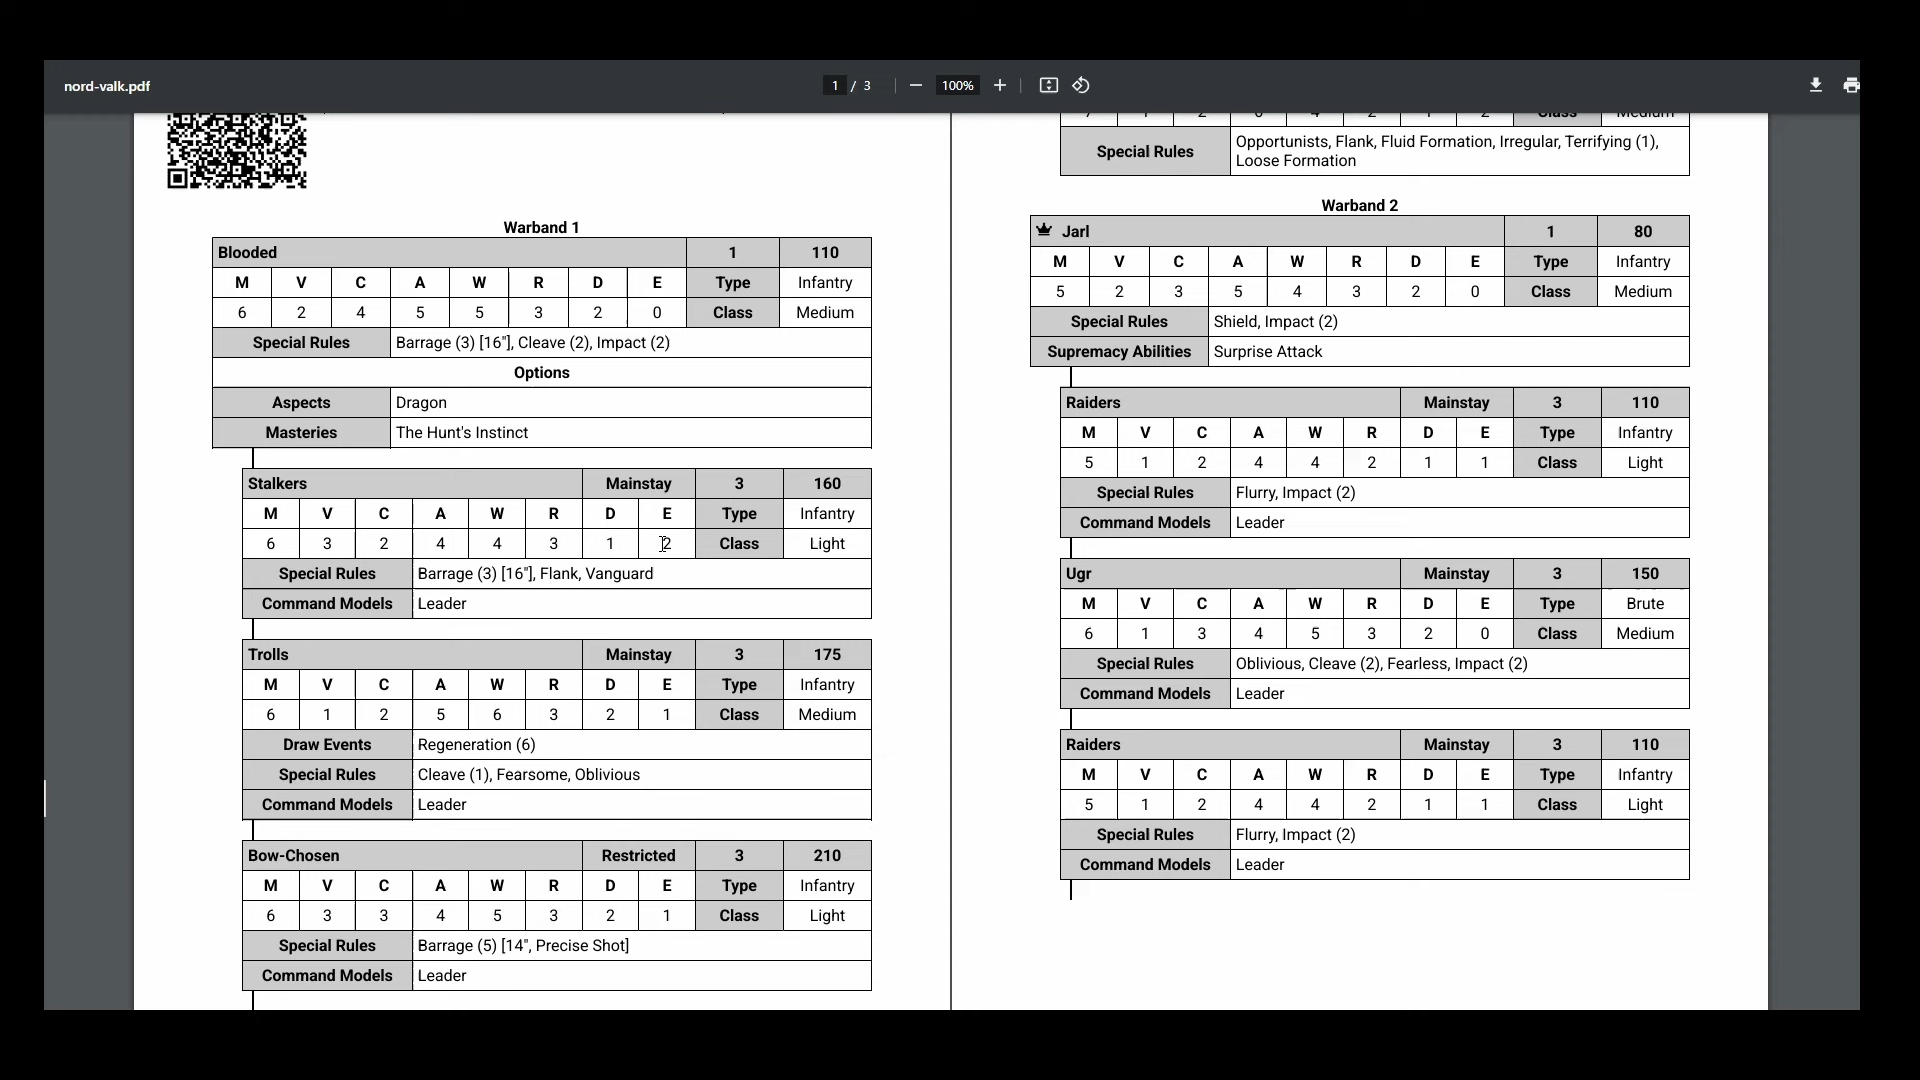 nord-valk.pdf
1 / 3
100%
Warband 1
Blooded 1 110
M V C A W R D E Type Infantry
6 2 4 5 5 3 2 0 Class Medium
Special Rules Barrage (3) [16"], Cleave (2), Impact (2)
Options
Aspects Dragon
Masteries The Hunt's Instinct
Stalkers Mainstay 3 160
M V C A W R D E Type Infantry
6 3 2 4 4 3 1 2 Class Light
Special Rules Barrage (3) [16"], Flank, Vanguard
Command Models Leader
Trolls Mainstay 3 175
M V C A W R D E Type Infantry
6 1 2 5 6 3 2 1 Class Medium
Draw Events Regeneration (6)
Special Rules Cleave (1), Fearsome, Oblivious
Command Models Leader
Bow-Chosen Restricted 3 210
M V C A W R D E Type Infantry
6 3 3 4 5 3 2 1 Class Light
Special Rules Barrage (5) [14", Precise Shot]
Command Models Leader
Class Medium
Special Rules Opportunists, Flank, Fluid Formation, Irregular, Terrifying (1),
Loose Formation
Warband 2
Jarl 1 80
M V C A W R D E Type Infantry
5 2 3 5 4 3 2 0 Class Medium
Special Rules Shield, Impact (2)
Supremacy Abilities Surprise Attack
Raiders Mainstay 3 110
M V C A W R D E Type Infantry
5 1 2 4 4 2 1 1 Class Light
Special Rules Flurry, Impact (2)
Command Models Leader
Ugr Mainstay 3 150
M V C A W R D E Type Brute
6 1 3 4 5 3 2 0 Class Medium
Special Rules Oblivious, Cleave (2), Fearless, Impact (2)
Command Models Leader
Raiders Mainstay 3 110
M V C A W R D E Type Infantry
5 1 2 4 4 2 1 1 Class Light
Special Rules Flurry, Impact (2)
Command Models Leader